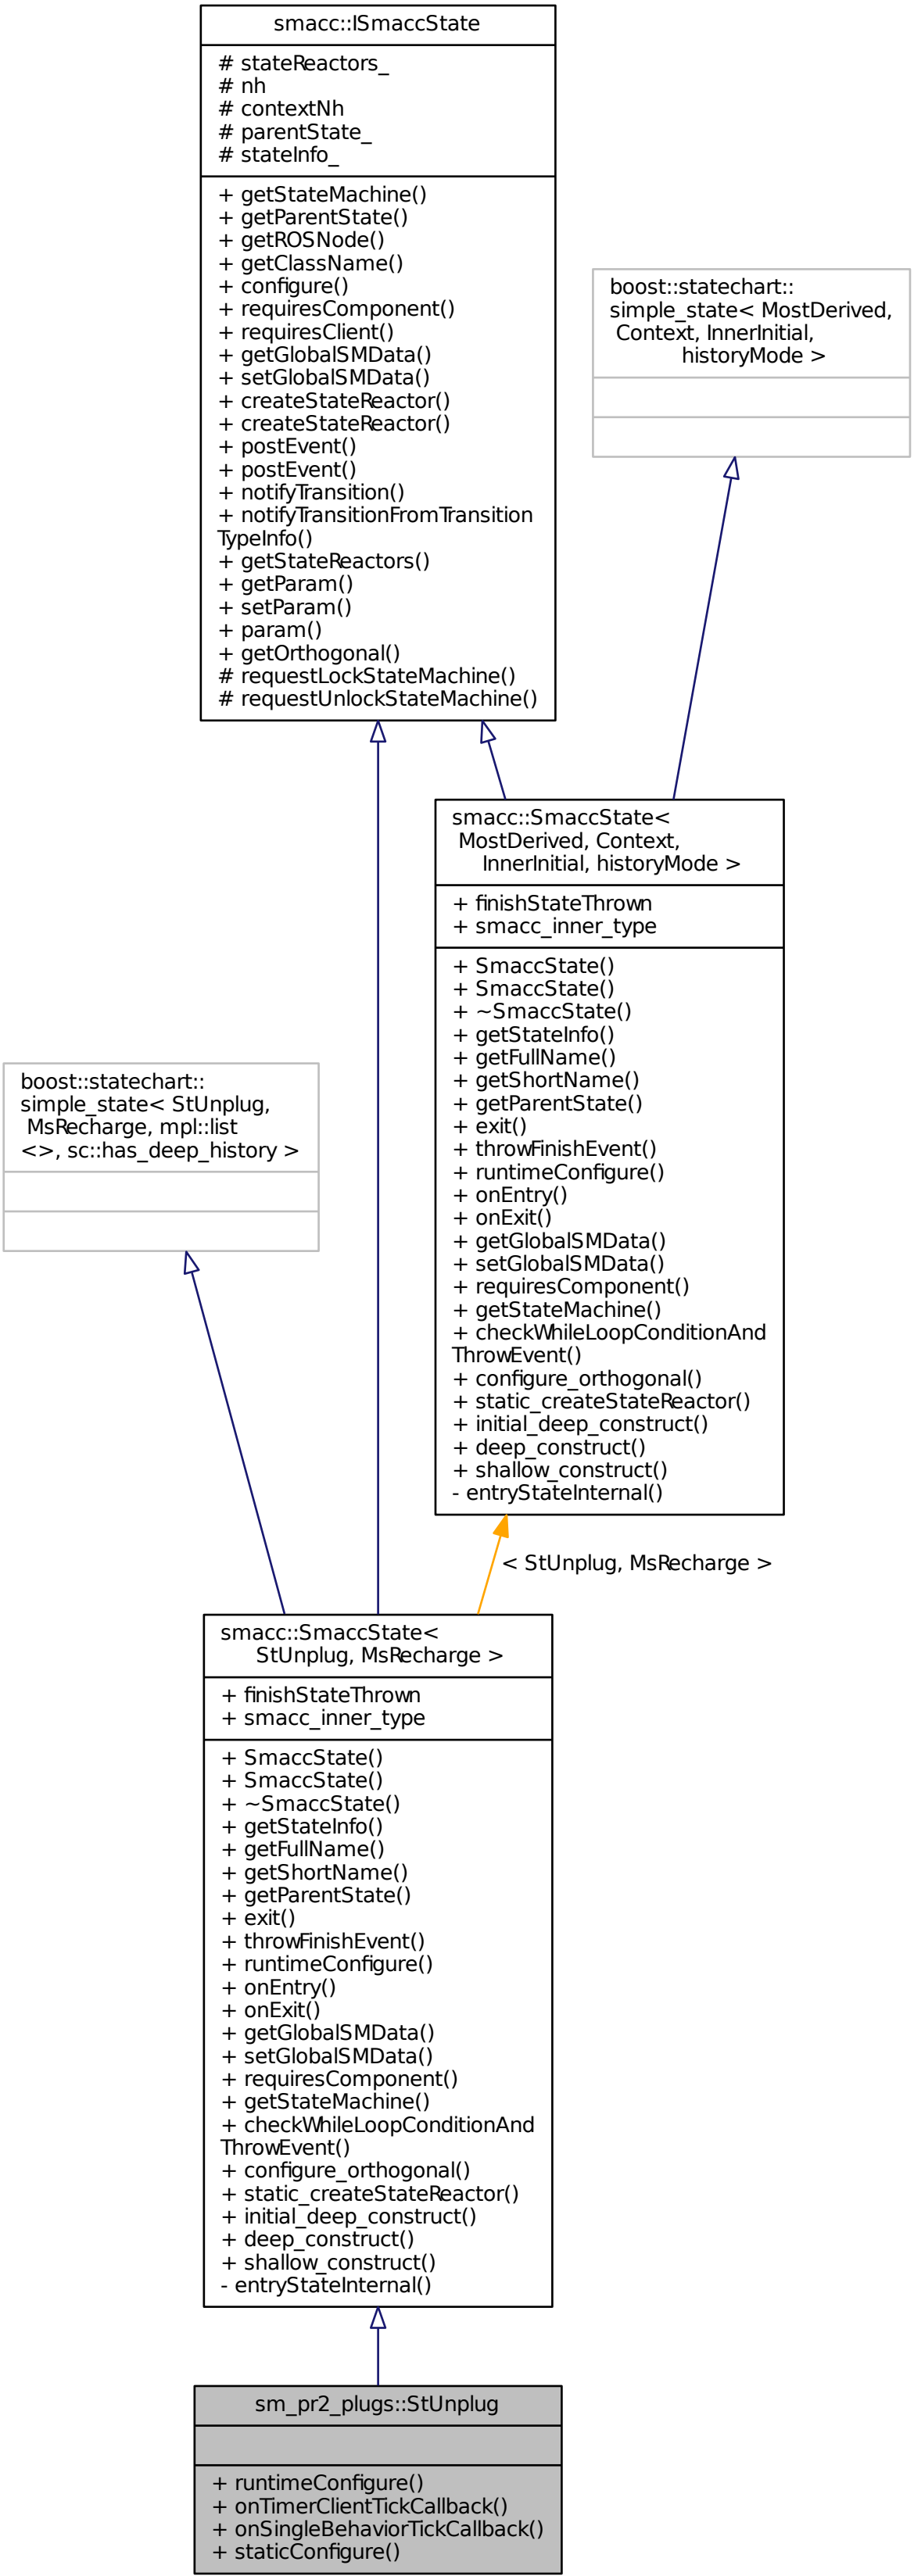 smacc::ISmaccState
# stateReactors_
# nh
# contextNh
# parentState_
# stateInfo_
+ getStateMachine()
+ getParentState()
+ getROSNode()
+ getClassName()
+ configure()
+ requiresComponent()
+ requiresClient()
+ getGlobalSMData()
+ setGlobalSMData()
+ createStateReactor()
+ createStateReactor()
+ postEvent()
+ postEvent()
+ notifyTransition()
+ notifyTransitionFromTransition
TypeInfo()
+ getStateReactors()
+ getParam()
+ setParam()
+ param()
+ getOrthogonal()
# requestLockStateMachine()
# requestUnlockStateMachine()
boost::statechart::
simple_state< MostDerived,
Context, InnerInitial,
historyMode >
smacc::SmaccState<
MostDerived, Context,
InnerInitial, historyMode >
+ finishStateThrown
+ smacc_inner_type
+ SmaccState()
+ SmaccState()
+ ~SmaccState()
+ getStateInfo()
+ getFullName()
+ getShortName()
+ getParentState()
+ exit()
+ throwFinishEvent()
+ runtimeConfigure()
+ onEntry()
+ onExit()
+ getGlobalSMData()
+ setGlobalSMData()
+ requiresComponent()
+ getStateMachine()
+ checkWhileLoopConditionAnd
ThrowEvent()
+ configure_orthogonal()
+ static_createStateReactor()
+ initial_deep_construct()
+ deep_construct()
+ shallow_construct()
- entryStateInternal()
boost::statechart::
simple_state< StUnplug,
MsRecharge, mpl::list
<>, sc::has_deep_history >
< StUnplug, MsRecharge >
smacc::SmaccState<
StUnplug, MsRecharge >
+ finishStateThrown
+ smacc_inner_type
+ SmaccState()
+ SmaccState()
+ ~SmaccState()
+ getStateInfo()
+ getFullName()
+ getShortName()
+ getParentState()
+ exit()
+ throwFinishEvent()
+ runtimeConfigure()
+ onEntry()
+ onExit()
+ getGlobalSMData()
+ setGlobalSMData()
+ requiresComponent()
+ getStateMachine()
+ checkWhileLoopConditionAnd
ThrowEvent()
+ configure_orthogonal()
+ static_createStateReactor()
+ initial_deep_construct()
+ deep_construct()
+ shallow_construct()
- entryStateInternal()
sm_pr2_plugs::StUnplug
+ runtimeConfigure()
+ onTimerClientTickCallback()
+ onSingleBehaviorTickCallback()
+ staticConfigure()